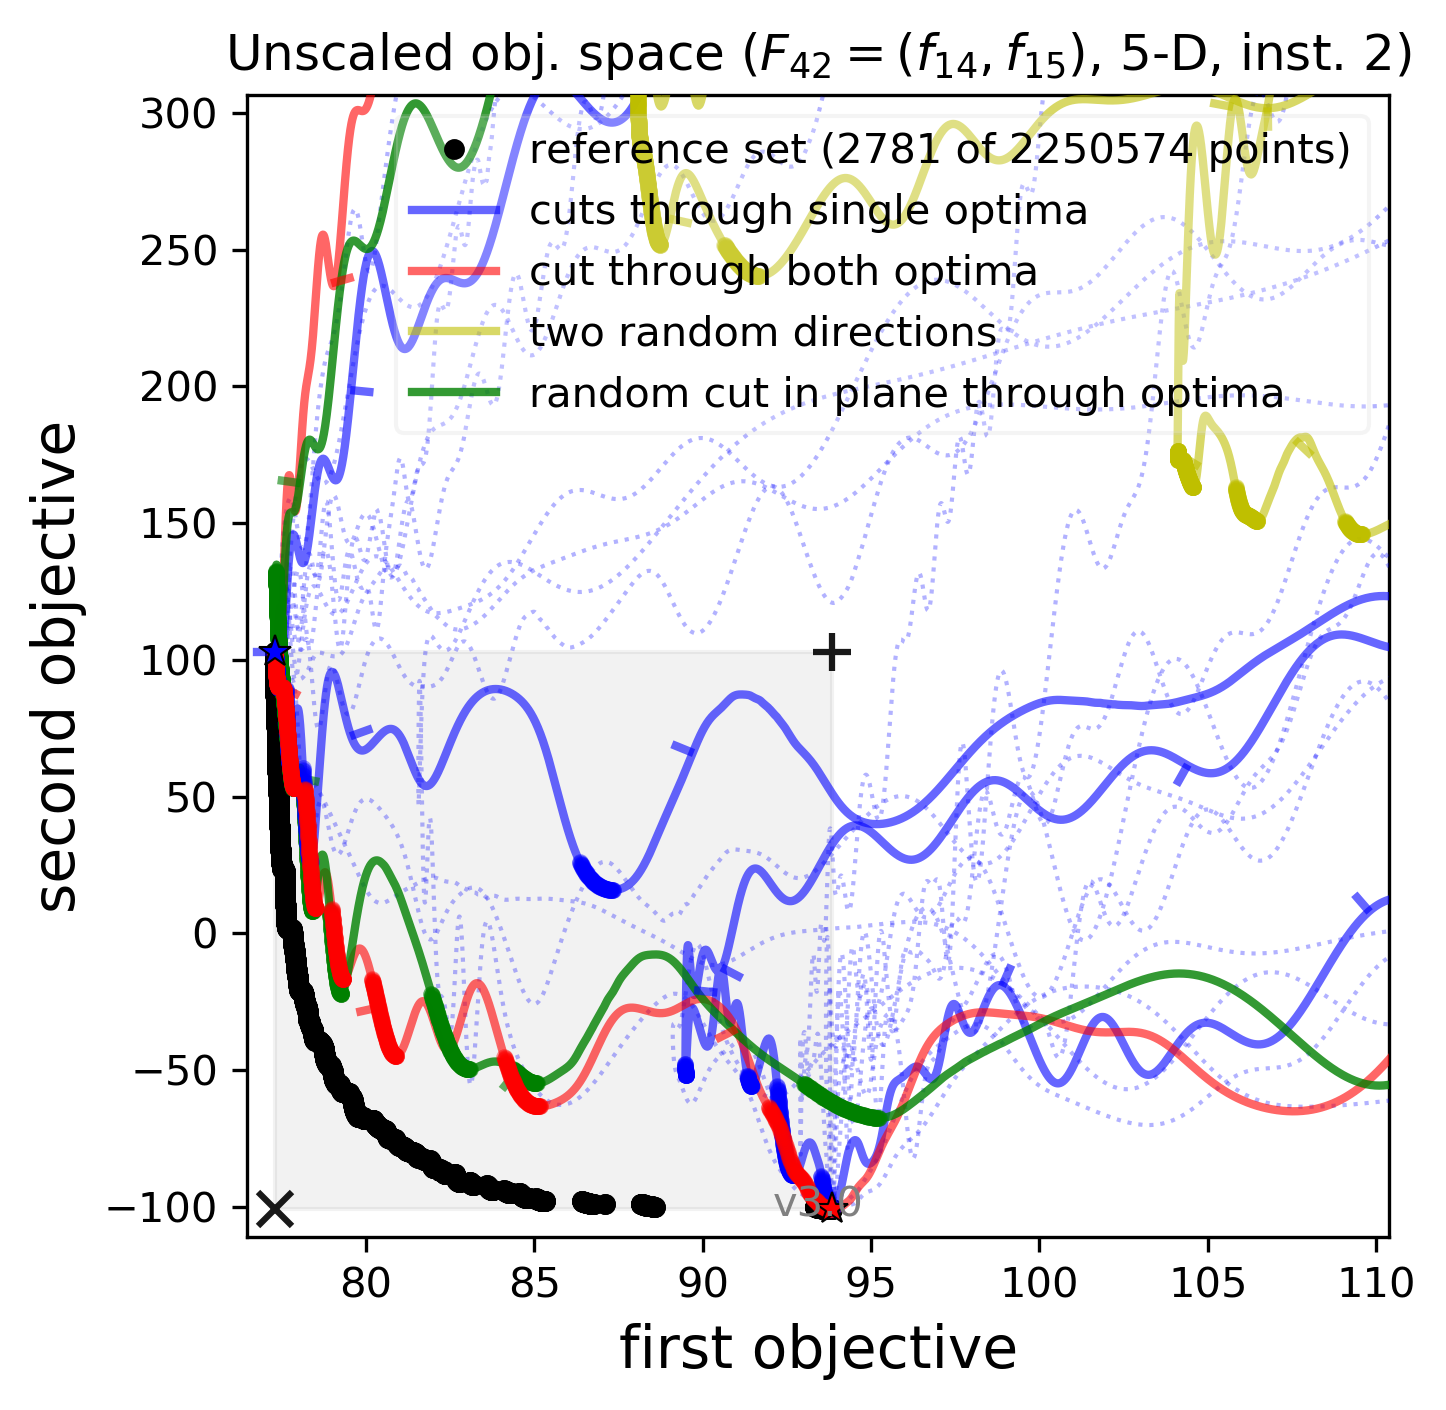 Unscaled obj. space (F₄₂ = (f₁₄, f₁₅), 5-D, inst. 2)
300
250
200
150
100
50
0
−50
−100
second objective
reference set (2781 of 2250574 points)
cuts through single optima
cut through both optima
two random directions
random cut in plane through optima
80
85
90
95
100
105
110
first objective